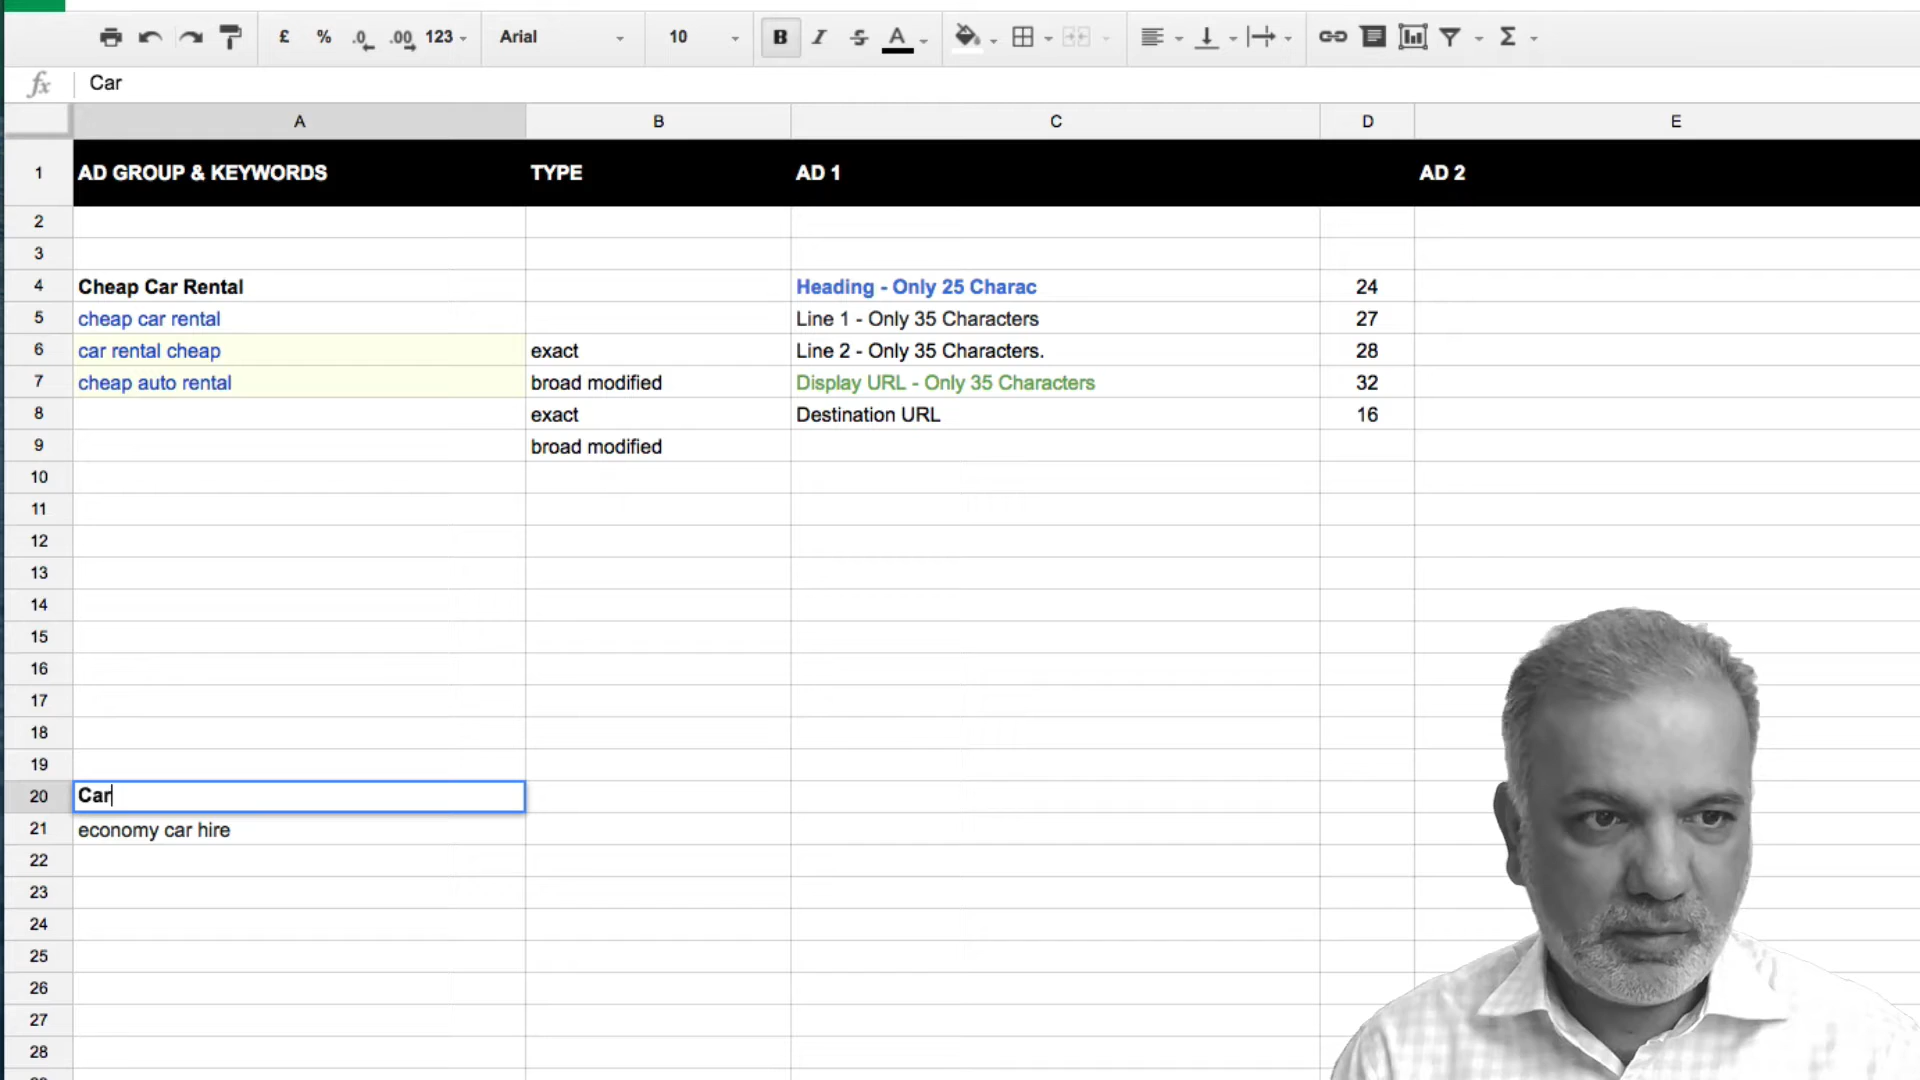 £ % .0 .00 123 Arial 10 B I S A Σ
fx Car
A B C D E
1 AD GROUP & KEYWORDS TYPE AD 1 AD 2
2
3
4 Cheap Car Rental Heading - Only 25 Charac 24
5 cheap car rental Line 1 - Only 35 Characters 27
6 car rental cheap exact Line 2 - Only 35 Characters. 28
7 cheap auto rental broad modified Display URL - Only 35 Characters 32
8 exact Destination URL 16
9 broad modified
10
11
12
13
14
15
16
17
18
19
20 Car
21 economy car hire
22
23
24
25
26
27
28